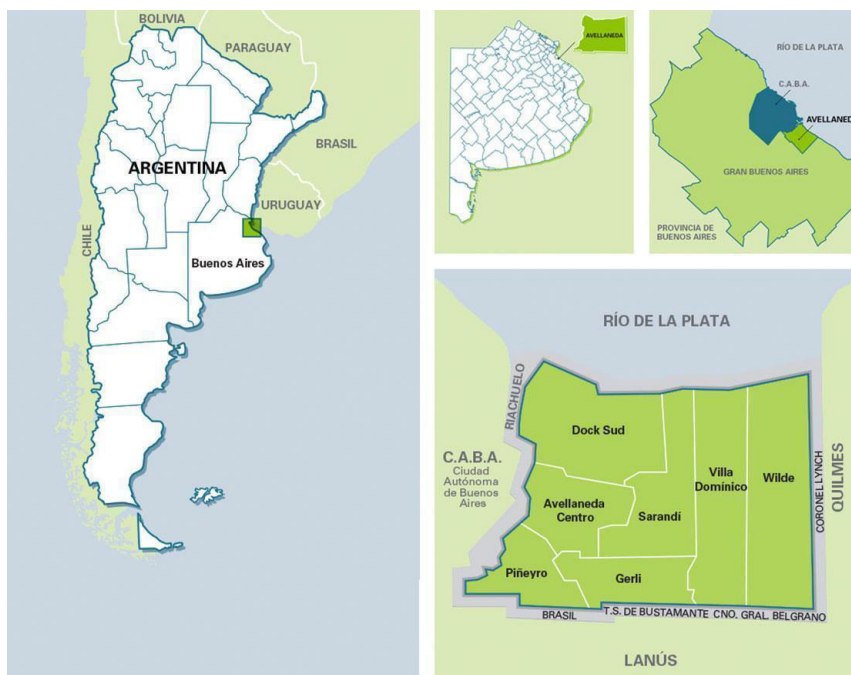 BOLIVIA
PARAGUAY
BRASIL
ARGENTINA
URUGUAY
CHILE
Buenos Aires
AVELLANEDA
RÍO DE LA PLATA
C.A.B.A.
AVELLANED
GRAN BUENOS AIRES
PROVINCIA DE
BUENOS AIRES
RÍO DE LA PLATA
RIACHUELO
Dock Sud
C.A.B.A.
Ciudad
Autónoma
de Buenos
Aires
Villa
Domínico
Wilde
CORONEL LYNCH
QUILMES
Avellaneda
Centro
Sarandí
Piñeyro
Gerli
BRASIL
T.S. DE BUSTAMANTE CNO. GRAL. BELGRANO
LANÚS